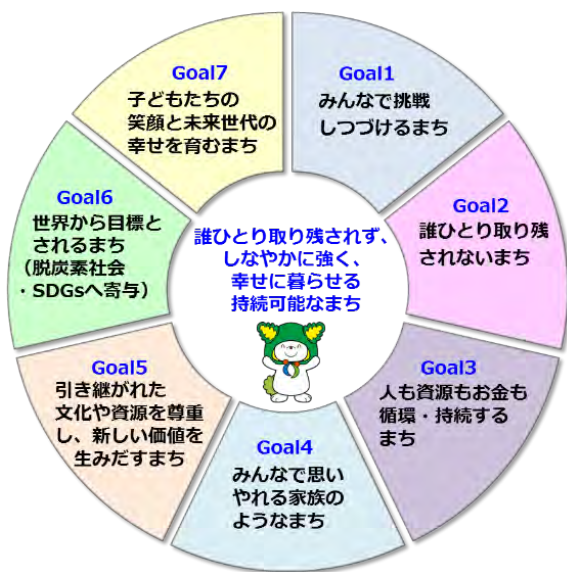 Goal1
みんなで挑戦
しつづけるまち
Goal2
誰ひとり取り残
されないまち
Goal3
人も資源もお金も
循環・持続する
まち
Goal4
みんなで思い
やれる家族の
ようなまち
Goal5
引き継がれた
文化や資源を尊重
し、新しい価値を
生みだすまち
Goal6
世界から目標と
されるまち
（脱炭素社会
・SDGsへ寄与）
Goal7
子どもたちの
笑顔と未来世代の
幸せを育むまち
誰ひとり取り残されず、
しなやかに強く、
幸せに暮らせる
持続可能なまち